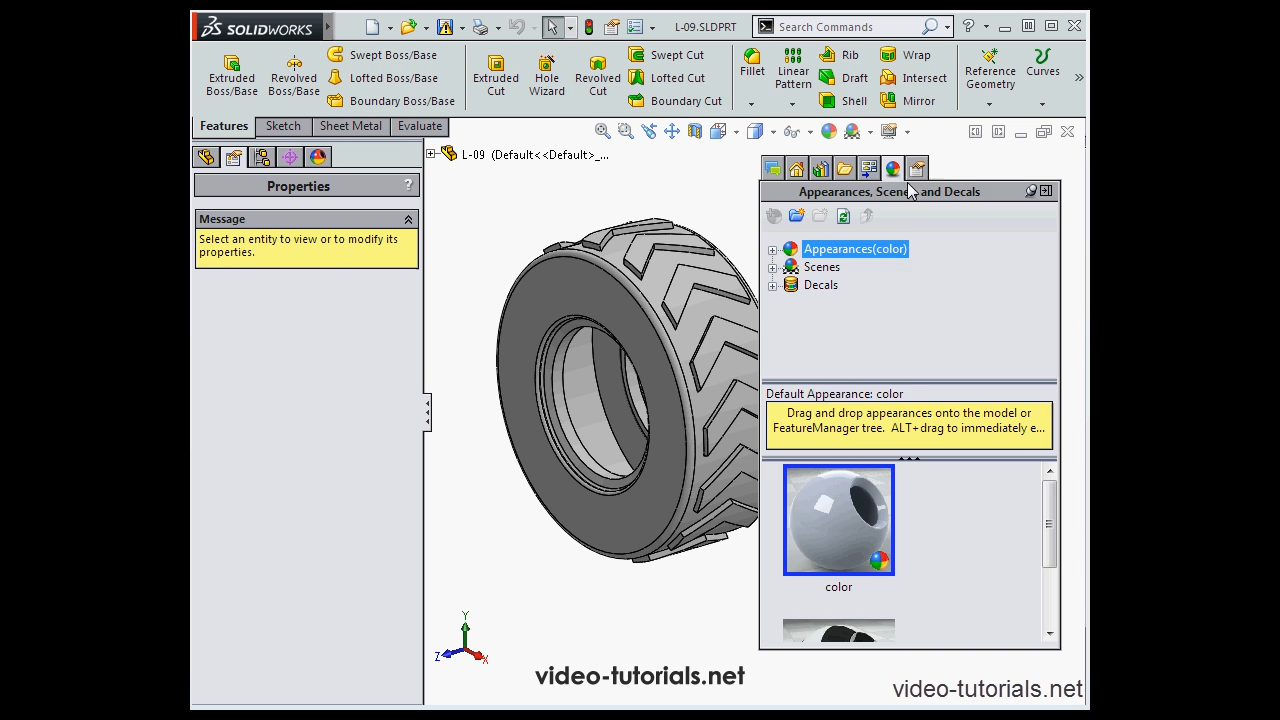 SOLIDWORKS
L-09.SLDPRT
Search Commands
Extruded Boss/Base
Revolved Boss/Base
Swept Boss/Base
Lofted Boss/Base
Boundary Boss/Base
Extruded Cut
Hole Wizard
Revolved Cut
Swept Cut
Lofted Cut
Boundary Cut
Fillet
Linear Pattern
Rib
Draft
Shell
Wrap
Intersect
Mirror
Reference Geometry
Curves
Features
Sketch
Sheet Metal
Evaluate
Properties
Message
Select an entity to view or to modify its
properties.
L-09 (Default<<Default>_...
Appearances(color)
Scenes
Decals
Default Appearance: color
Drag and drop appearances onto the model or
FeatureManager tree. ALT+drag to immediately e...
color
Y
Z
X
video-tutorials.net
video-tutorials.net